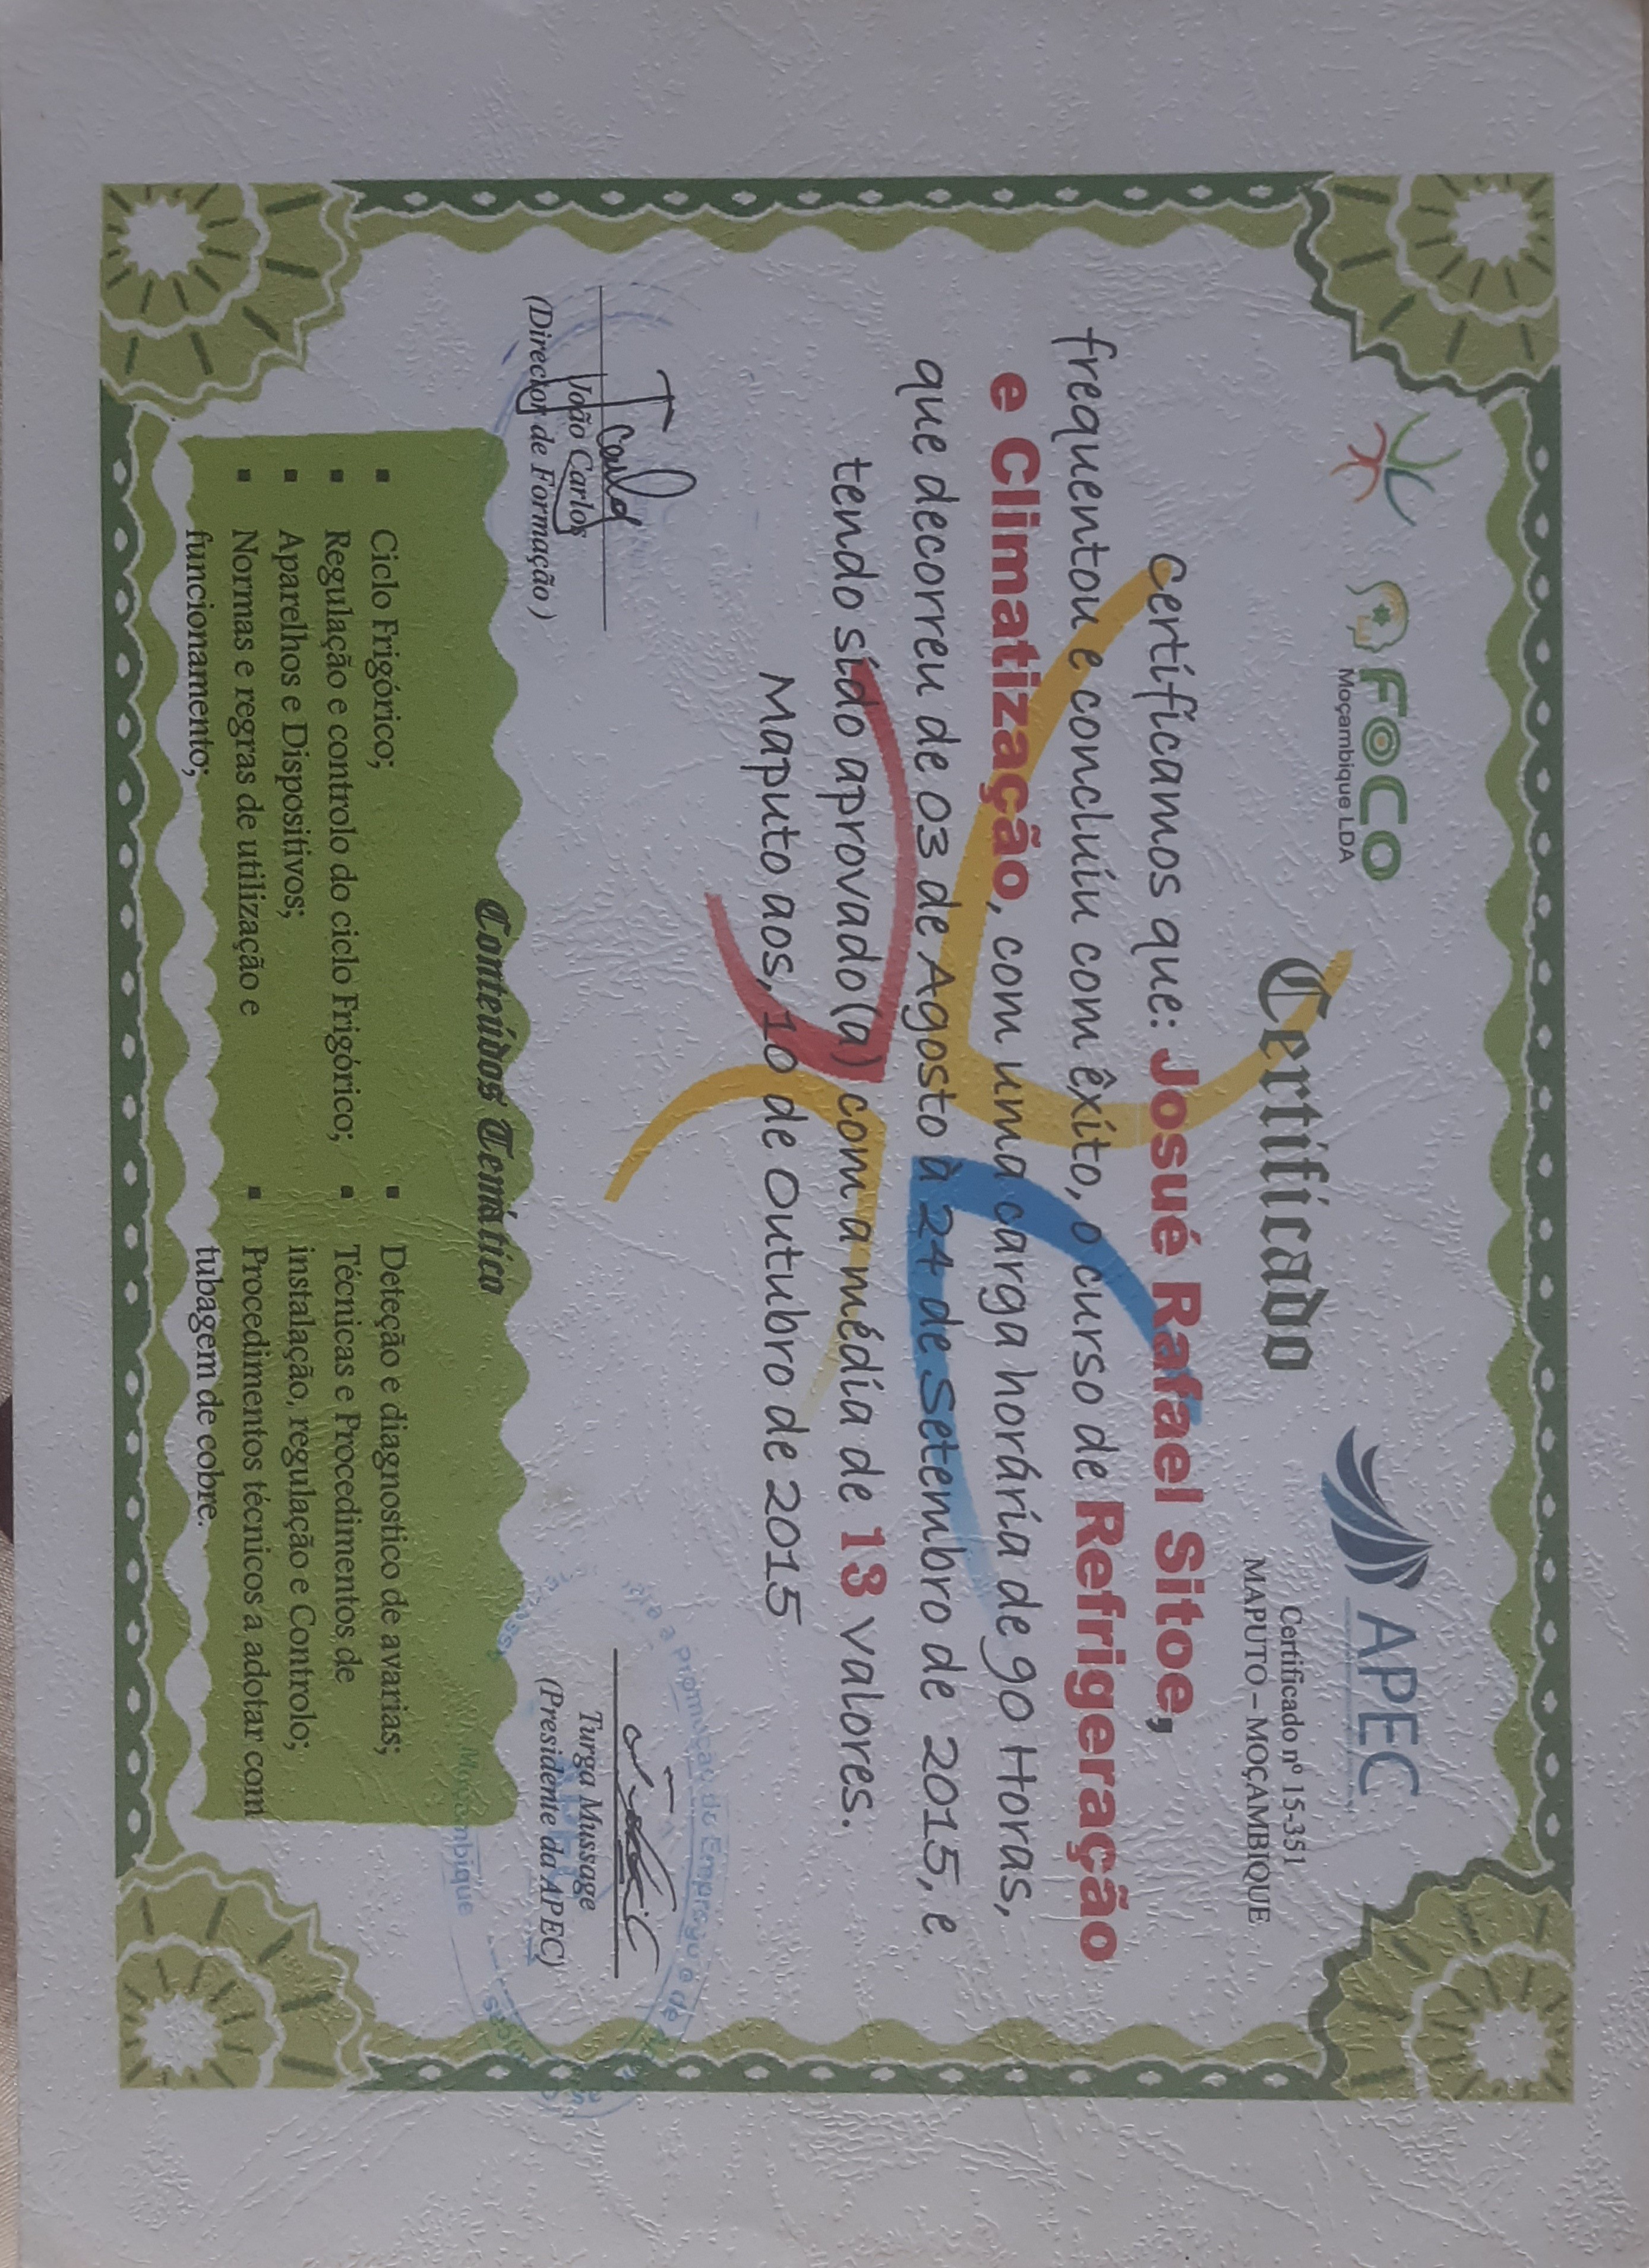 FoCo
Moçambique LDA
APEC
Certificado
Certificado nº 15-351
MAPUTO – MOÇAMBIQUE
Certificamos que: Josué Rafael Sitoe,
frequentou e concluiu com êxito, o curso de Refrigeração
e Climatização, com uma carga horária de 90 Horas,
que decorreu de 03 de Agosto à 24 de Setembro de 2015, e
tendo sido aprovado(a) com a média de 13 valores.
Maputo aos, 10 de Outubro de 2015
João Carlos
(Director de Formação )
a Promoção do Emprego e de
Turga Mussage
(Presidente da APEC)
APEC
Moçambique
Conteúdos Temático
Ciclo Frigórico;
Regulação e controlo do ciclo Frigórico;
Aparelhos e Dispositivos;
Normas e regras de utilização e
funcionamento;
Deteção e diagnostico de avarias;
Técnicas e Procedimentos de
instalação, regulação e Controlo;
Procedimentos técnicos a adotar com
tubagem de cobre.